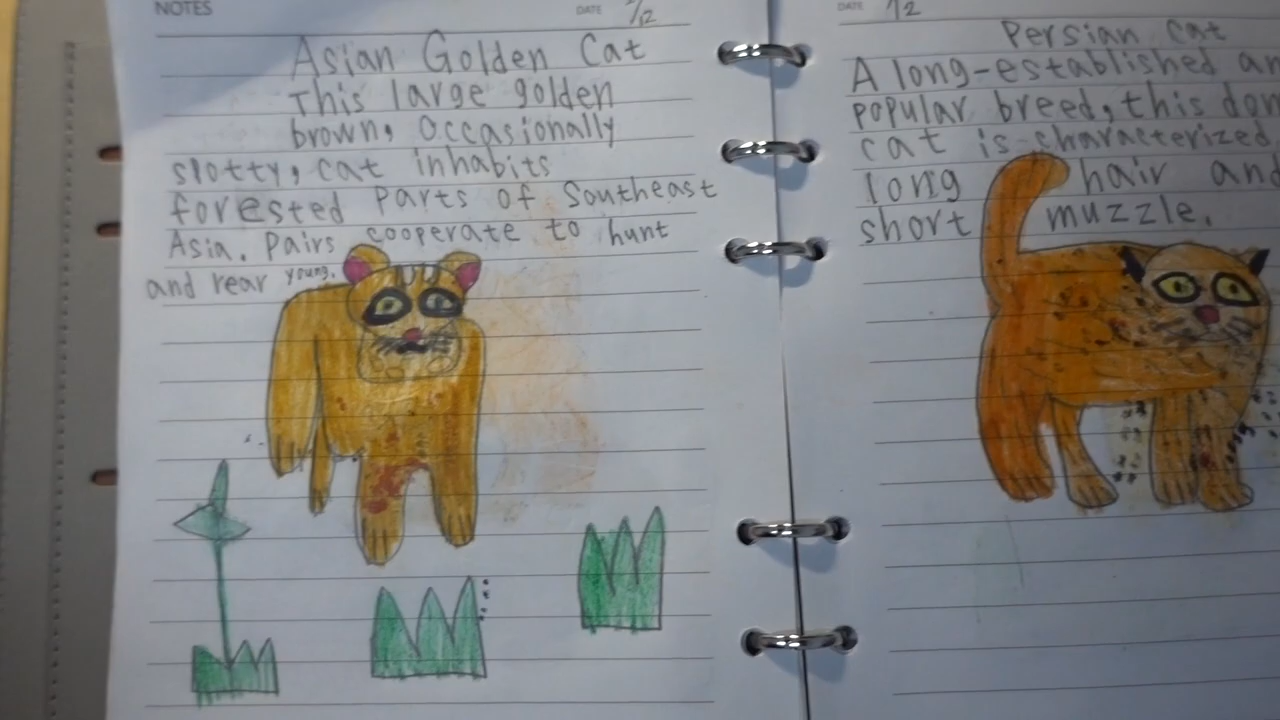 NOTES
DATE 1/12
Asian Golden Cat
This large golden
brown, Occasionally
slotty, cat inhabits
forested Parts of Southeast
Asia. Pairs cooperate to hunt
and rear young.
DATE 1/2
Persian Cat
A long-established an
popular breed, this dom
cat is characterized
long hair and
short muzzle.